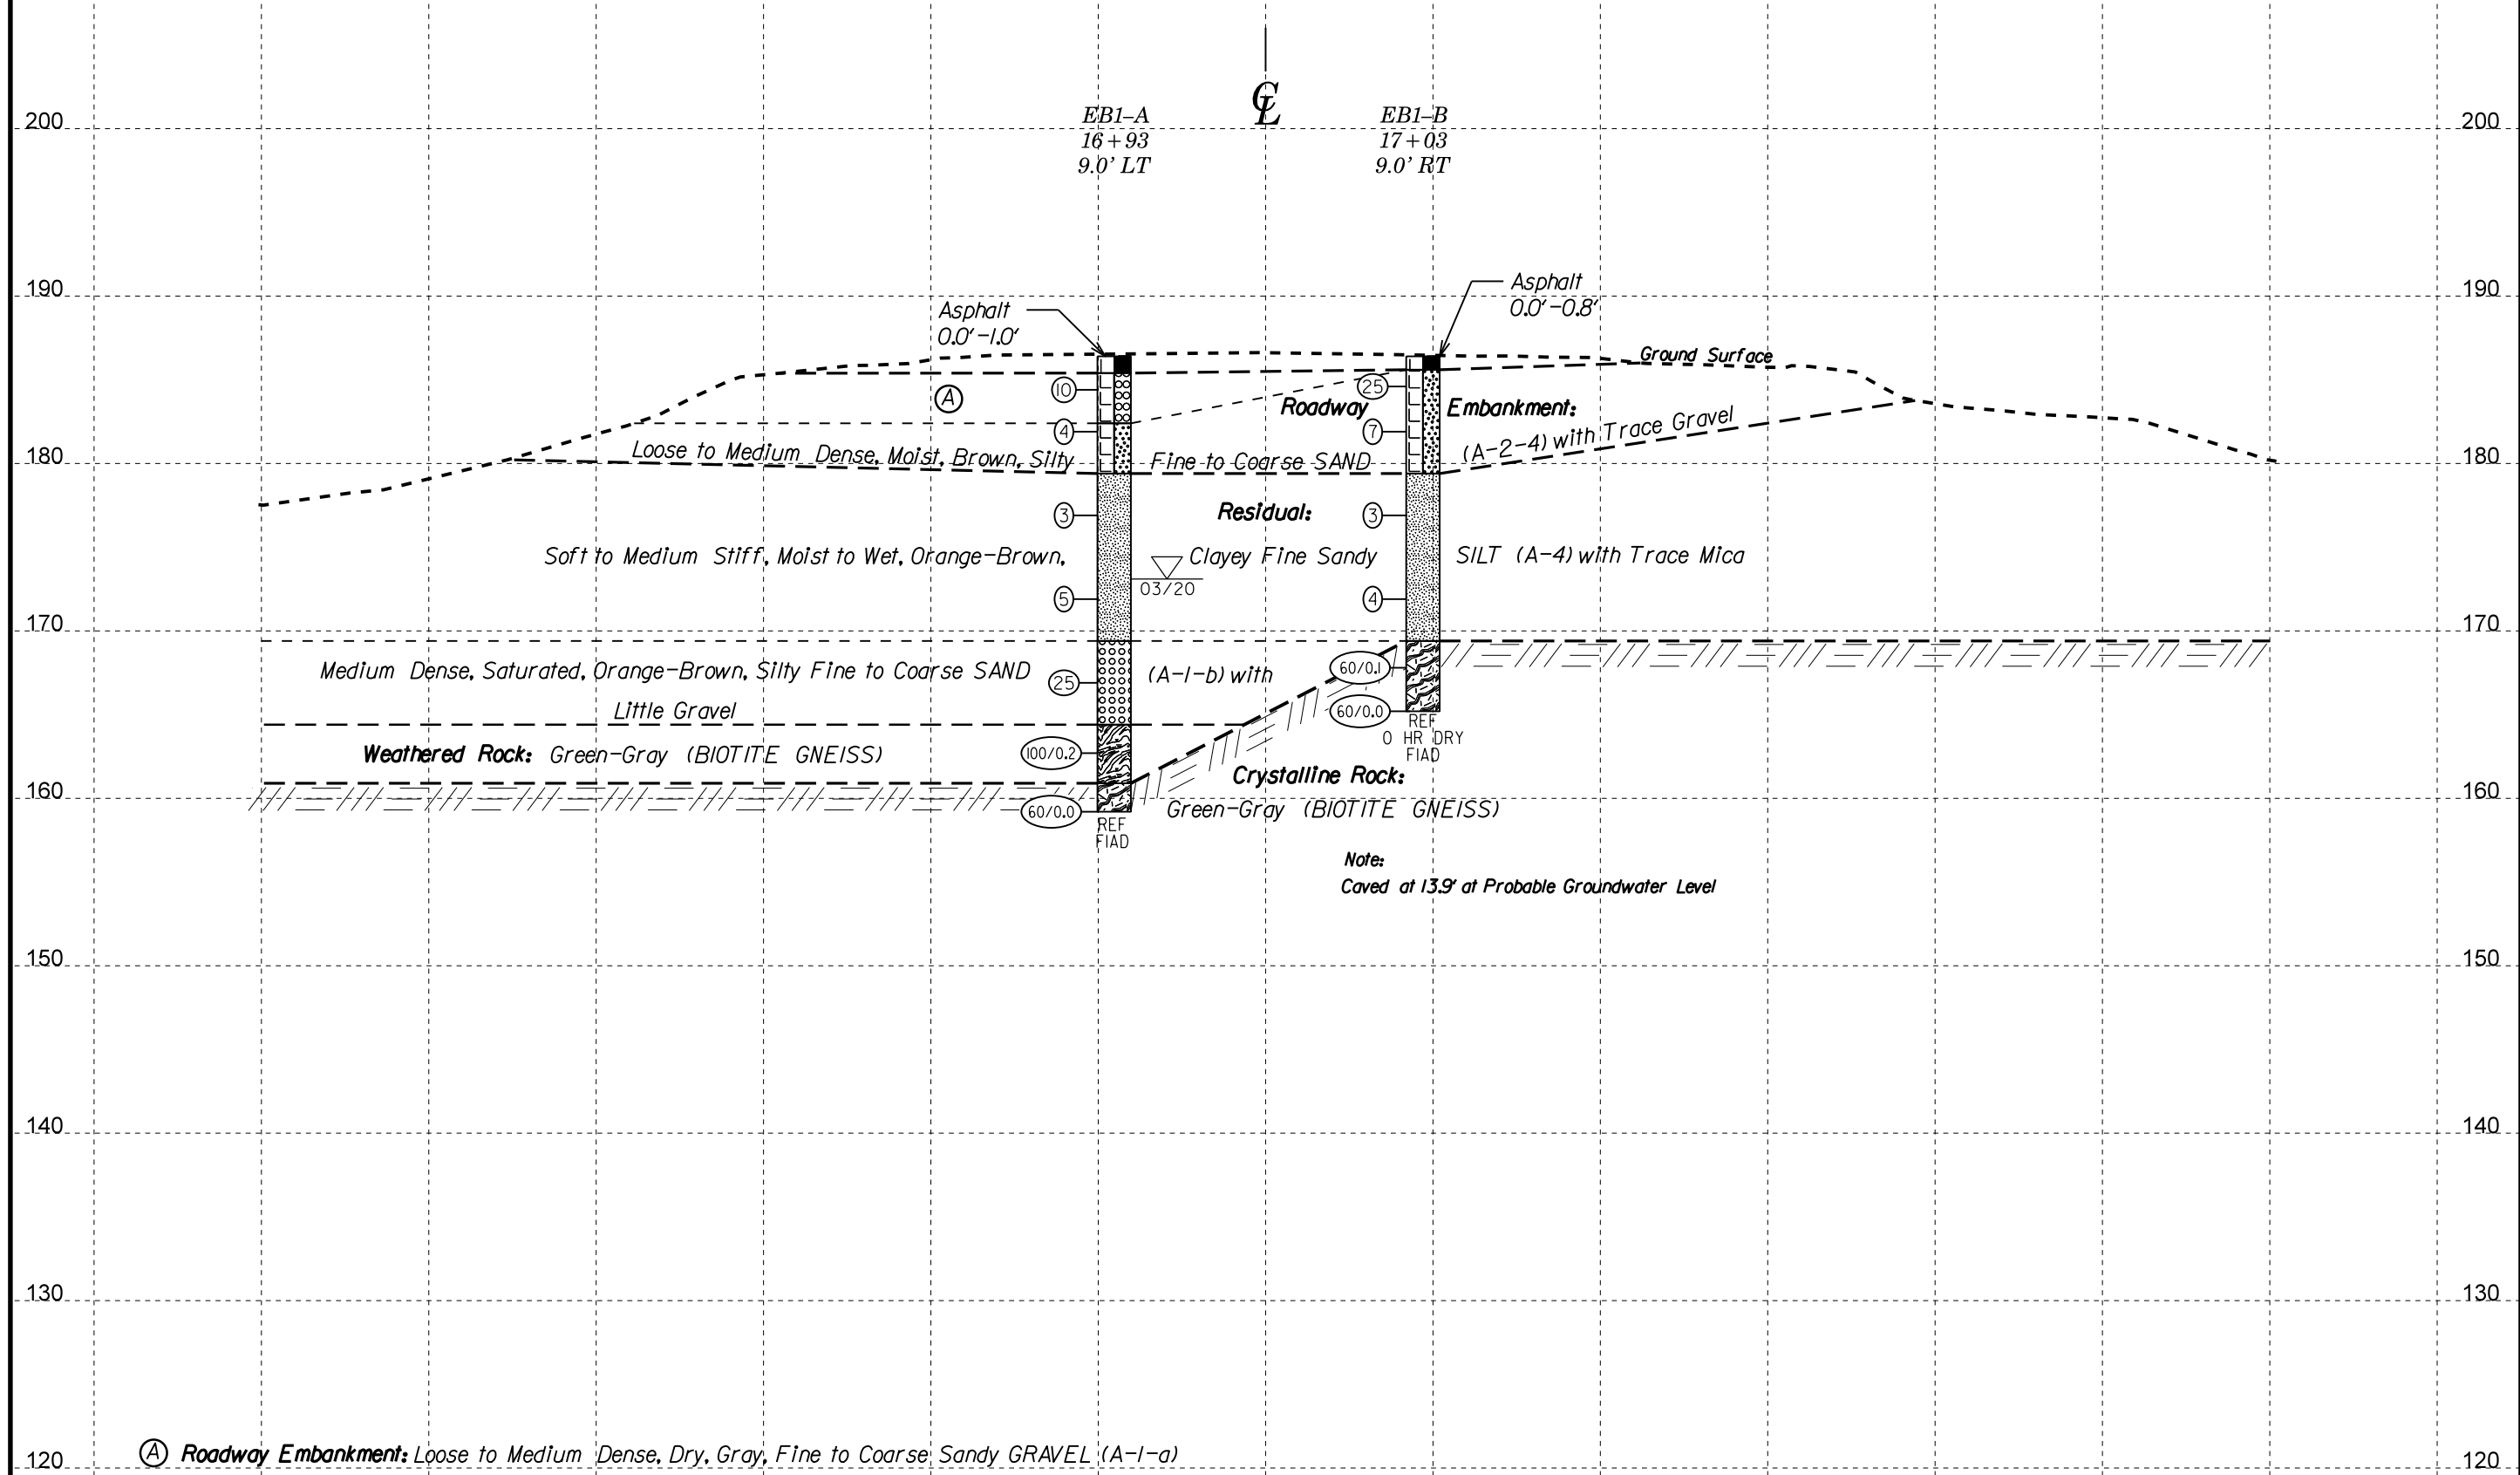 ℄
EB1–A
16+93
9.0' LT
EB1–B
17+03
9.0' RT
200
200
190
190
Asphalt
0.0'-1.0'
Asphalt
0.0'-0.8'
Ground Surface
10
25
A
Roadway Embankment:
4
7
Loose to Medium Dense, Moist, Brown, Silty Fine to Coarse SAND (A-2-4) with Trace Gravel
180
180
3
Residual:
3
Soft to Medium Stiff, Moist to Wet, Orange-Brown, Clayey Fine Sandy SILT (A-4) with Trace Mica
03/20
5
4
170
170
Medium Dense, Saturated, Orange-Brown, Silty Fine to Coarse SAND (A-1-b) with
60/0.1
25
Little Gravel
60/0.0
REF
0 HR DRY
FIAD
Weathered Rock: Green-Gray (BIOTITE GNEISS)
100/0.2
Crystalline Rock:
160
160
60/0.0
Green-Gray (BIOTITE GNEISS)
REF
FIAD
Note:
Caved at 13.9' at Probable Groundwater Level
150
150
140
140
130
130
A Roadway Embankment: Loose to Medium Dense, Dry, Gray, Fine to Coarse Sandy GRAVEL (A-1-a)
120
120